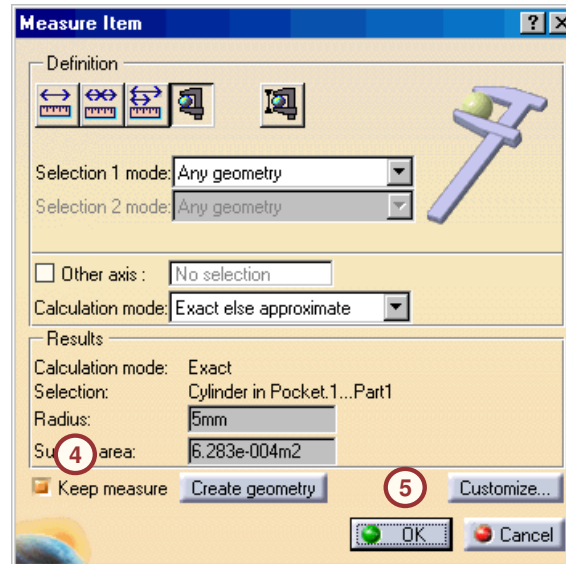 Measure Item
Definition
Selection 1 mode: Any geometry
Selection 2 mode: Any geometry
Other axis : No selection
Calculation mode: Exact else approximate
Results
Calculation mode: Exact
Selection: Cylinder in Pocket.1...Part1
Radius: 5mm
4 area: 6.283e-004m2
Keep measure Create geometry 5 Customize...
OK Cancel